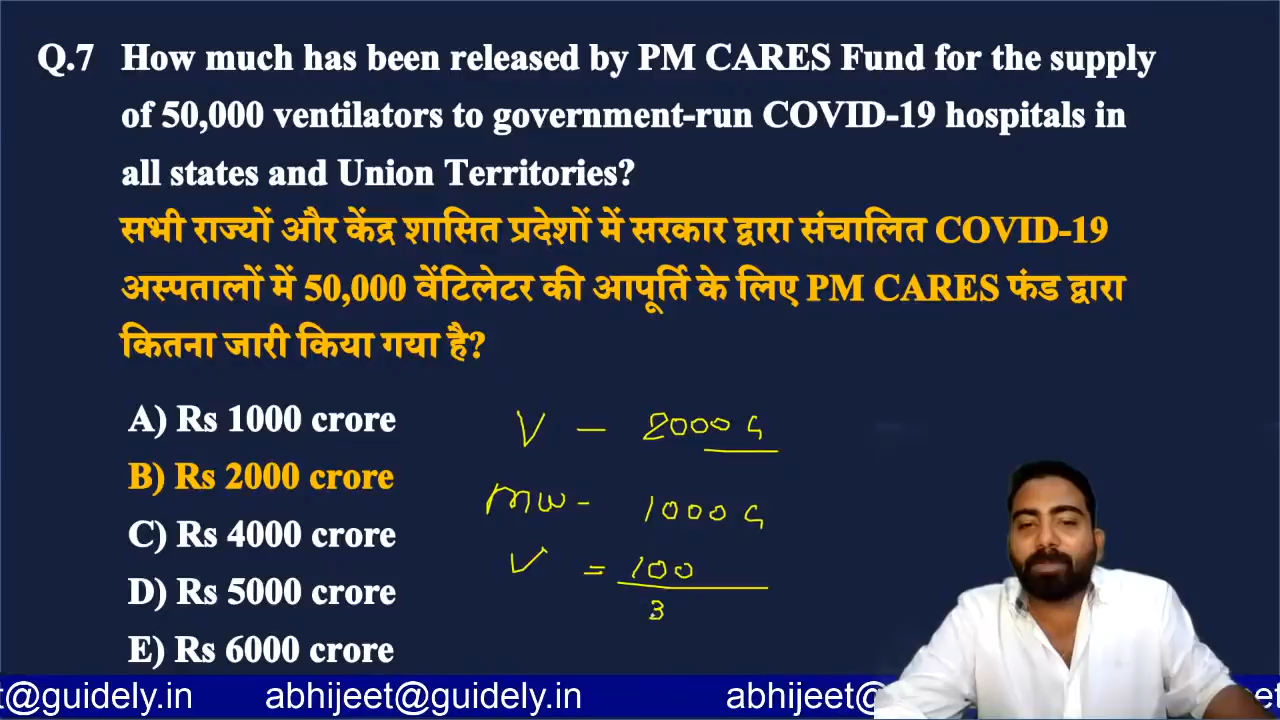 Q.7 How much has been released by PM CARES Fund for the supply
of 50,000 ventilators to government-run COVID-19 hospitals in
all states and Union Territories?
सभी राज्यों और केंद्र शासित प्रदेशों में सरकार द्वारा संचालित COVID-19
अस्पतालों में 50,000 वेंटिलेटर की आपूर्ति के लिए PM CARES फंड द्वारा
कितना जारी किया गया है?
A) Rs 1000 crore
V – 2000
B) Rs 2000 crore
MW - 1000
C) Rs 4000 crore
V = 100
D) Rs 5000 crore
3
E) Rs 6000 crore
t@guidely.in abhijeet@guidely.in abhijeet@